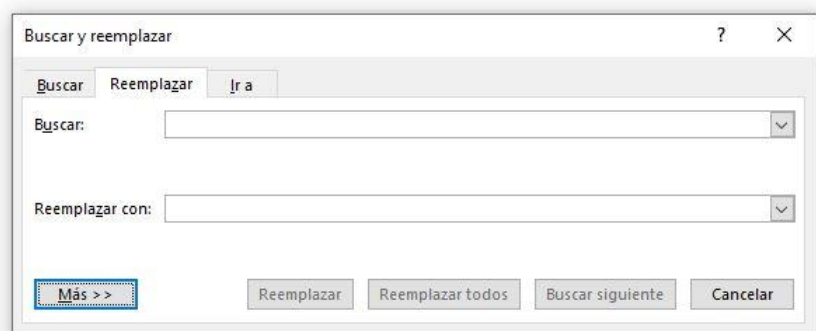 Buscar y reemplazar ?
Buscar Reemplazar Ir a
Buscar:
Reemplazar con:
Más >> Reemplazar Reemplazar todos Buscar siguiente Cancelar